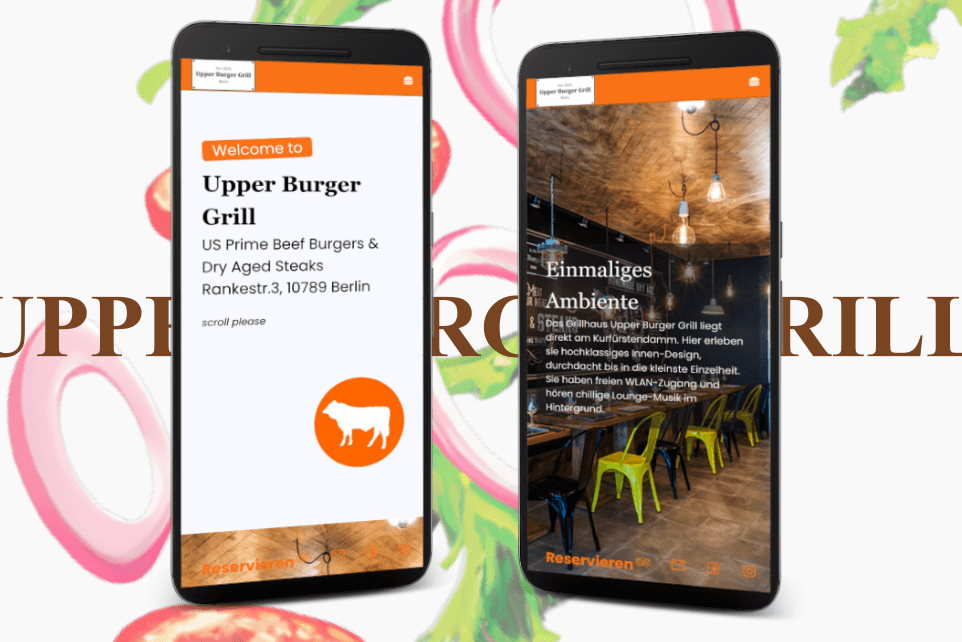 UPPE
RG
RILL
Upper Burger Grill
Berlin
Welcome to
Upper Burger
Grill
US Prime Beef Burgers &
Dry Aged Steaks
Rankestr.3, 10789 Berlin
scroll please
Reservieren
Upper Burger Grill
Berlin
Einmaliges
Ambiente
Das Grillhaus Upper Burger Grill liegt
direkt am Kurfürstendamm. Hier erleben
sie hochklassiges Innen-Design,
durchdacht bis in die kleinste Einzelheit.
Sie haben freien WLAN-Zugang und
hören chillige Lounge-Musik im
Hintergrund.
Reservieren